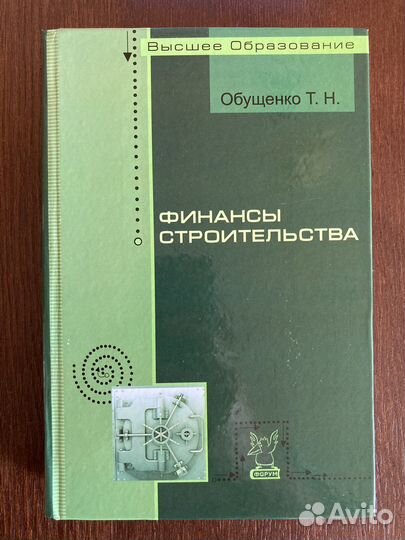 Высшее Образование
Обущенко Т. Н.
ФИНАНСЫ
СТРОИТЕЛЬСТВА
ФОРУМ
Avito